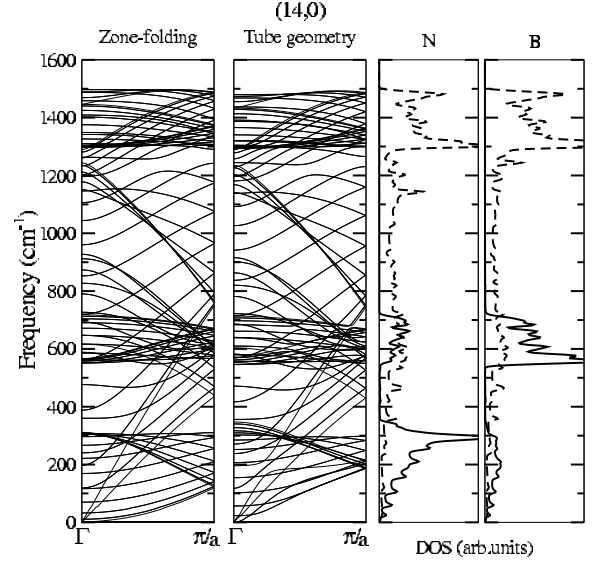 (14,0)
Zone-folding Tube geometry N B
1600
1400
1200
1000
800
600
400
200
0
Frequency (cm⁻¹)
Γ π/a Γ π/a
DOS (arb.units)